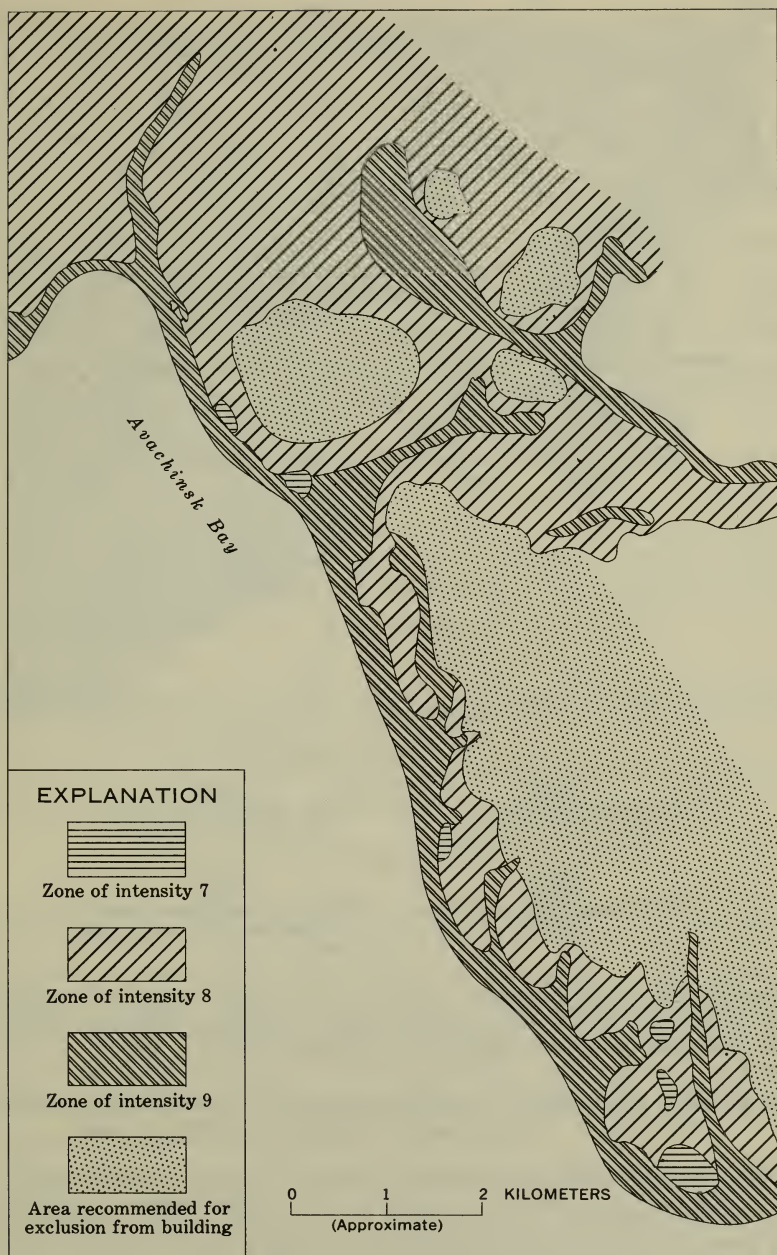 Avachinsk Bay
EXPLANATION
Zone of intensity 7
Zone of intensity 8
Zone of intensity 9
Area recommended for
exclusion from building
0 1 2 KILOMETERS
(Approximate)